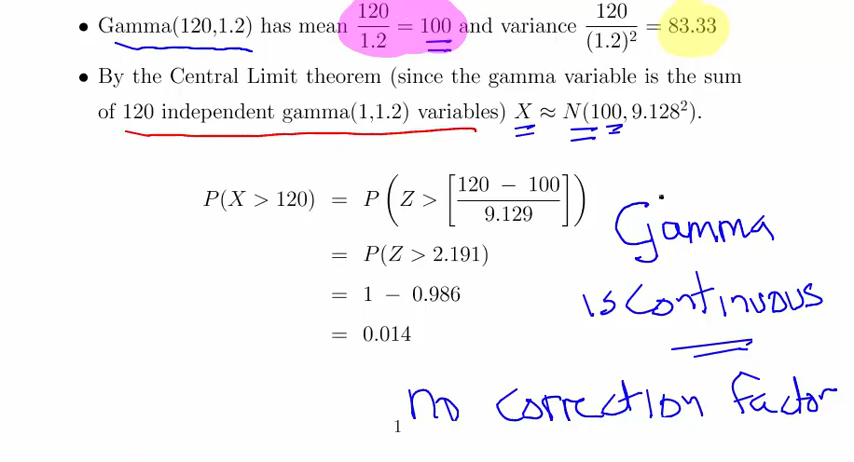 • Gamma(120,1.2) has mean 120/1.2 = 100 and variance 120/(1.2)² = 83.33
• By the Central Limit theorem (since the gamma variable is the sum
of 120 independent gamma(1,1.2) variables) X ≈ N(100, 9.128²).
P(X > 120) = P(Z > [120 − 100/9.129])
= P(Z > 2.191)
= 1 − 0.986
= 0.014
Gamma
is continuous
no correction factor
1